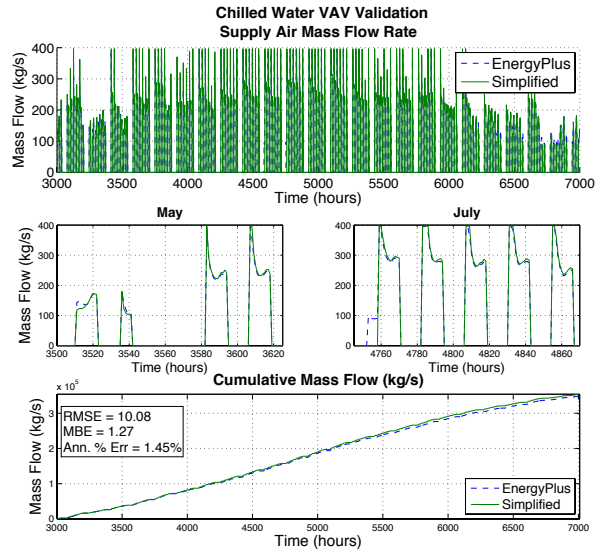 Chilled Water VAV Validation
Supply Air Mass Flow Rate
400
300
200
100
0
Mass Flow (kg/s)
EnergyPlus
Simplified
3000 3500 4000 4500 5000 5500 6000 6500 7000
Time (hours)
May
400
300
200
100
0
Mass Flow (kg/s)
3500 3520 3540 3560 3580 3600 3620
Time (hours)
July
400
300
200
100
0
4760 4780 4800 4820 4840 4860
Time (hours)
Cumulative Mass Flow (kg/s)
x 10^5
3
2
1
0
Mass Flow (kg/s)
RMSE = 10.08
MBE = 1.27
Ann. % Err = 1.45%
EnergyPlus
Simplified
3000 3500 4000 4500 5000 5500 6000 6500 7000
Time (hours)